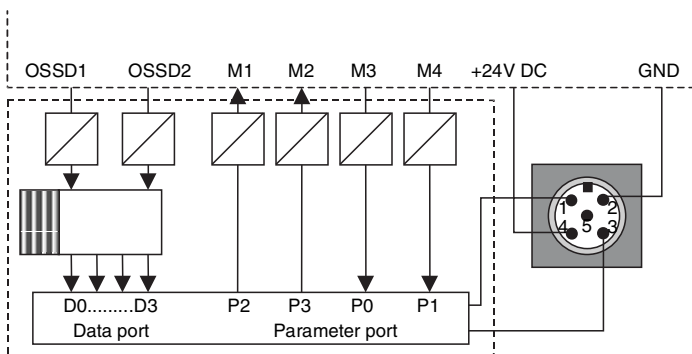 OSSD1 OSSD2 M1 M2 M3 M4 +24V DC GND
1 2
4 5 3
D0.........D3 P2 P3 P0 P1
Data port Parameter port